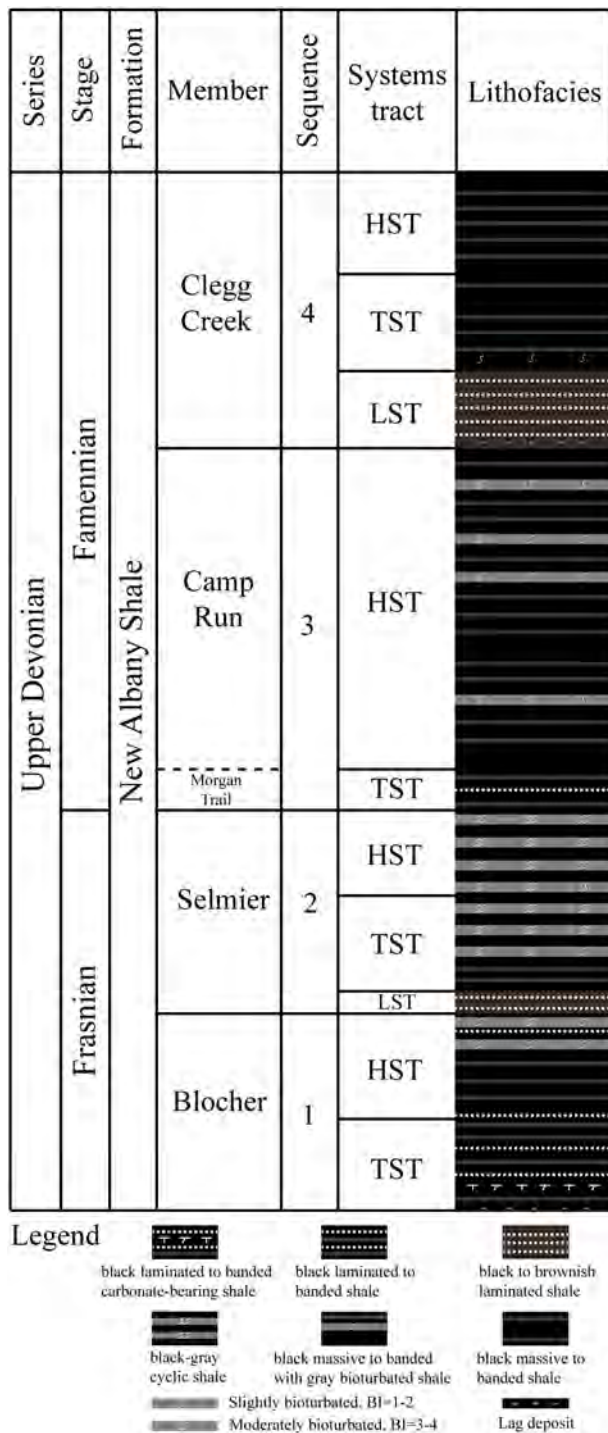 Series
Stage
Formation
Member
Sequence
Systems
tract
Lithofacies
Upper Devonian
Famennian
Frasnian
New Albany Shale
Clegg
Creek
4
HST
TST
LST
Camp
Run
3
HST
Morgan
Trail
TST
Selmier
2
HST
TST
LST
Blocher
1
HST
TST
Legend
black laminated to banded
carbonate-bearing shale
black laminated to
banded shale
black to brownish
laminated shale
black-gray
cyclic shale
black massive to banded
with gray bioturbated shale
black massive to
banded shale
Slightly bioturbated, BI=1-2
Moderately bioturbated, BI=3-4
Lag deposit